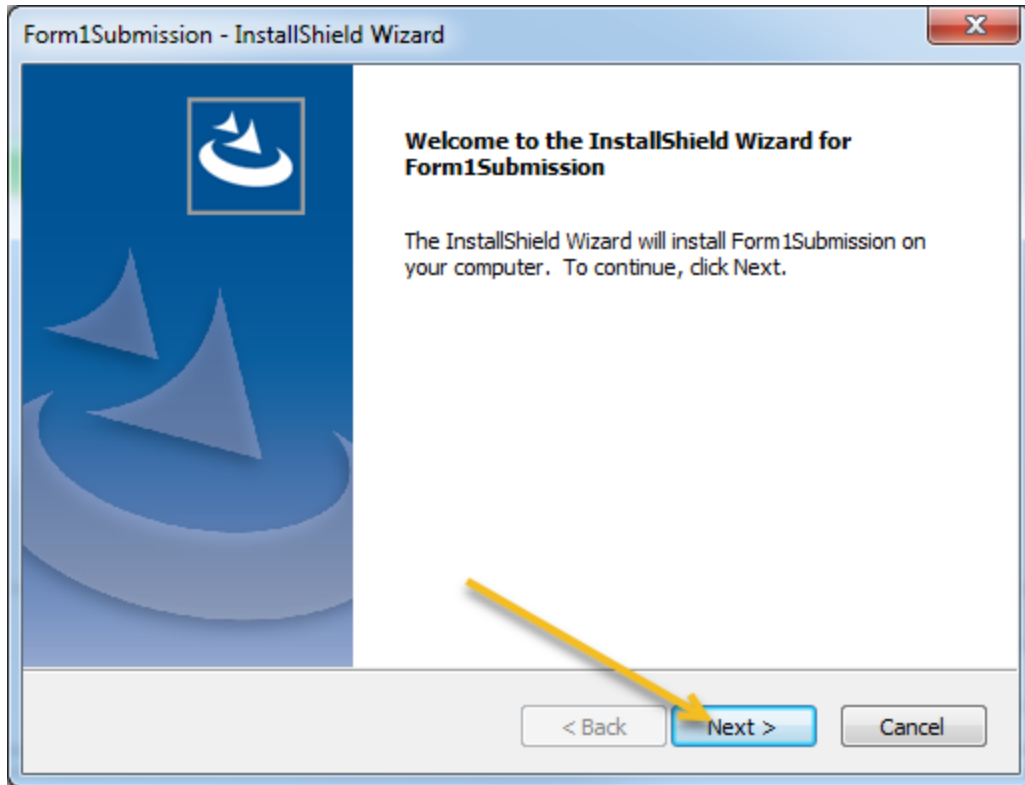 Form1Submission - InstallShield Wizard
Welcome to the InstallShield Wizard for
Form1Submission
The InstallShield Wizard will install Form1Submission on
your computer.  To continue, click Next.
< Back
Next >
Cancel